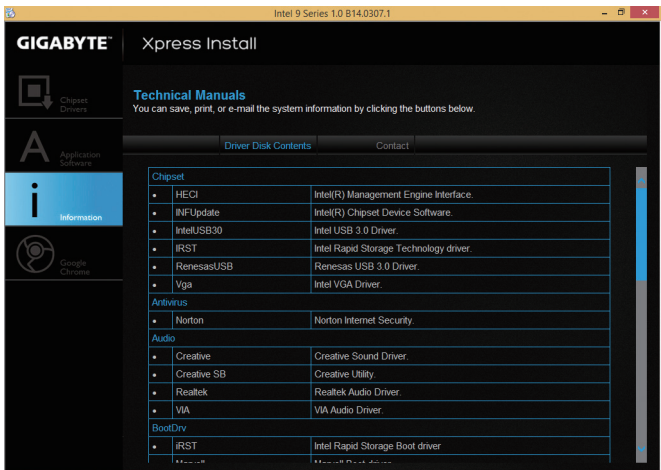 Intel 9 Series 1.0 B14.0307.1
GIGABYTE™
Xpress Install
Chipset
Drivers
Application
Software
Information
Google
Chrome
Technical Manuals
You can save, print, or e-mail the system information by clicking the buttons below.
Driver Disk Contents Contact
Chipset
• HECI Intel(R) Management Engine Interface.
• INFUpdate Intel(R) Chipset Device Software.
• IntelUSB30 Intel USB 3.0 Driver.
• IRST Intel Rapid Storage Technology driver.
• RenesasUSB Renesas USB 3.0 Driver.
• Vga Intel VGA Driver.
Antivirus
• Norton Norton Internet Security.
Audio
• Creative Creative Sound Driver.
• Creative SB Creative Utility.
• Realtek Realtek Audio Driver.
• VIA VIA Audio Driver.
BootDrv
• iRST Intel Rapid Storage Boot driver